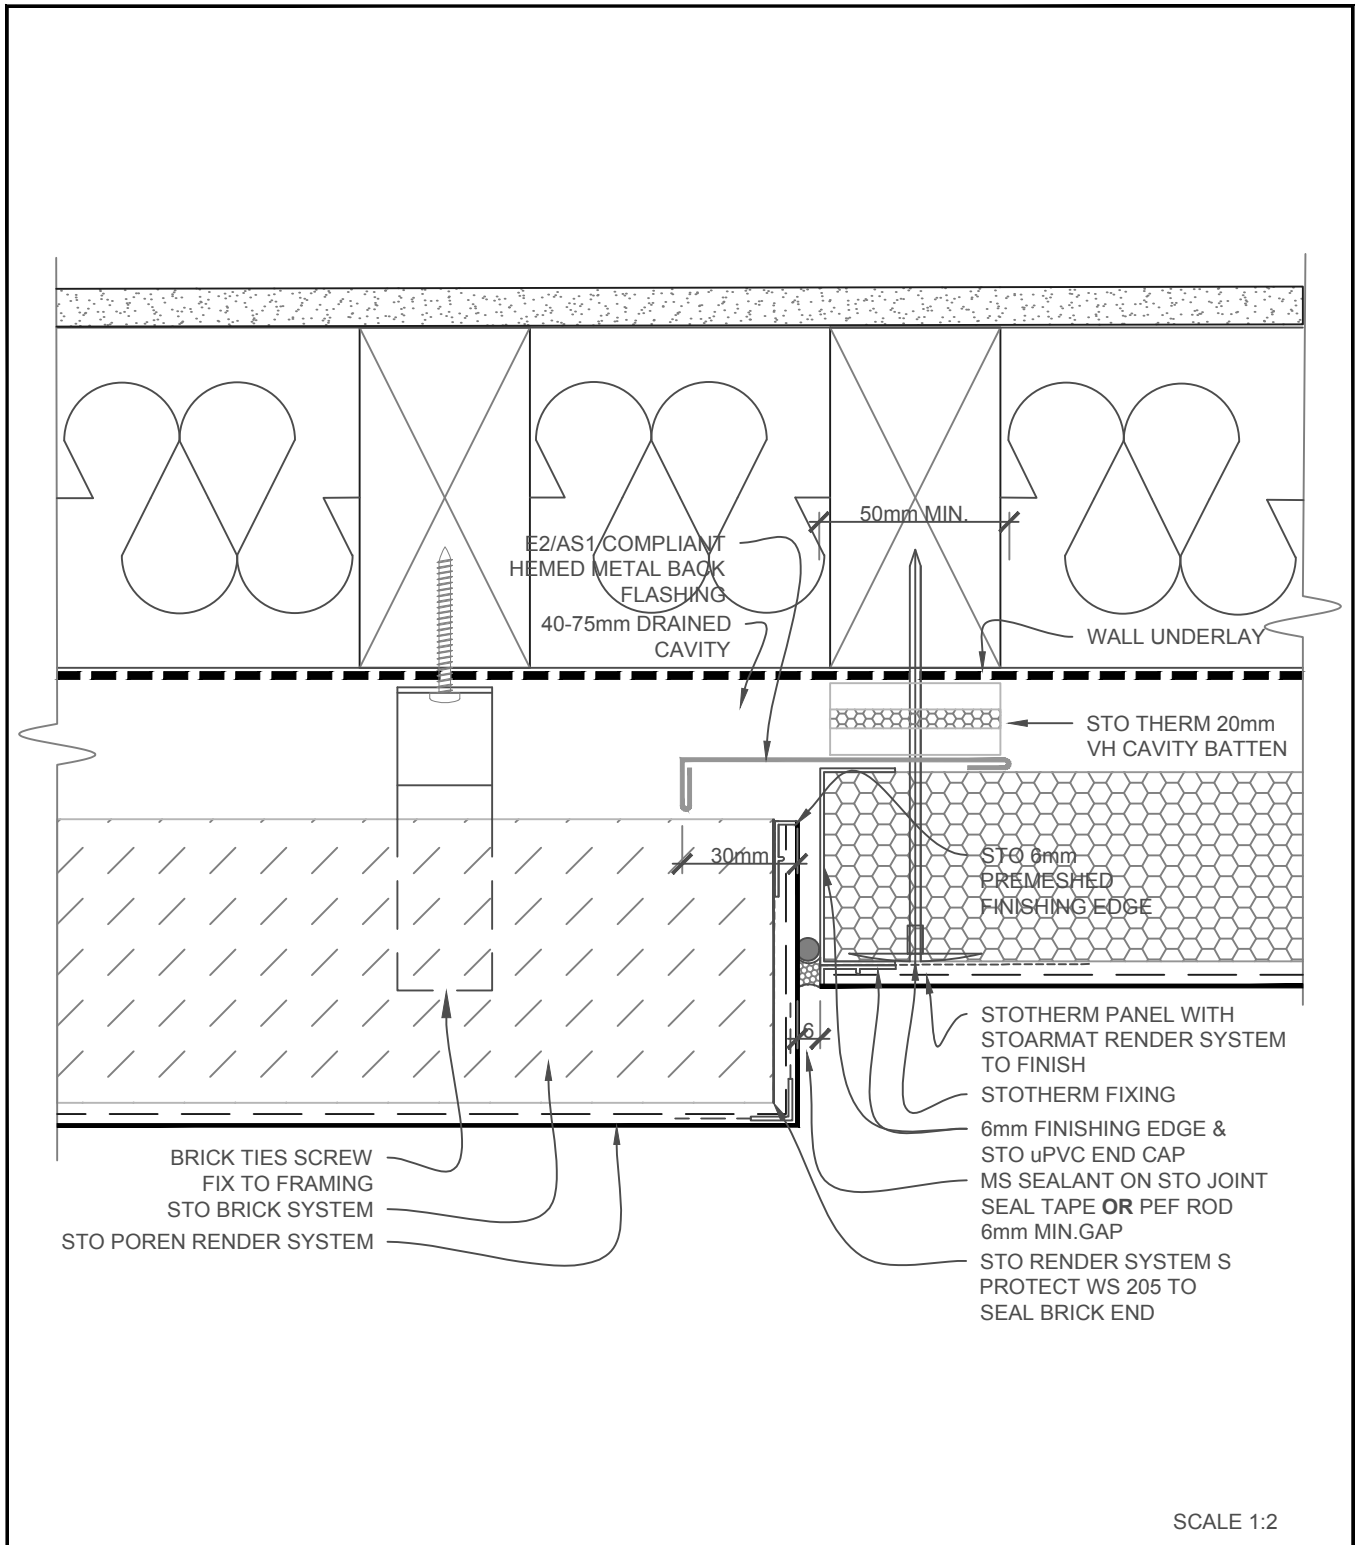 50mm MIN.
E2/AS1 COMPLIANT
HEMED METAL BACK
FLASHING
40-75mm DRAINED
CAVITY
WALL UNDERLAY
STO THERM 20mm
VH CAVITY BATTEN
30mm
STO 6mm
PREMESHED
FINISHING EDGE
6
STOTHERM PANEL WITH
STOARMAT RENDER SYSTEM
TO FINISH
STOTHERM FIXING
6mm FINISHING EDGE &
STO uPVC END CAP
MS SEALANT ON STO JOINT
SEAL TAPE OR PEF ROD
6mm MIN.GAP
STO RENDER SYSTEM S
PROTECT WS 205 TO
SEAL BRICK END
BRICK TIES SCREW
FIX TO FRAMING
STO BRICK SYSTEM
STO POREN RENDER SYSTEM
SCALE 1:2